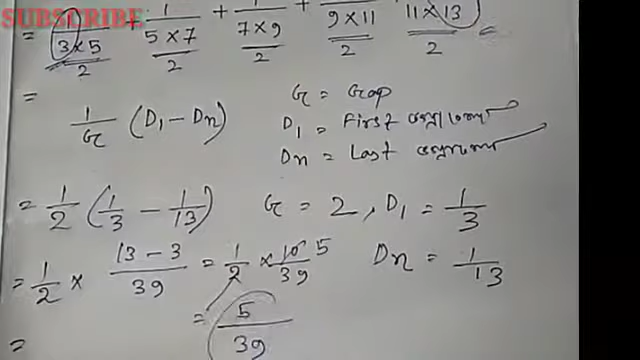 SUBSCRIBE
= 1/(3×5) + 1/(5×7) + 1/(7×9) + 1/(9×11) + 1/(11×13)
2 2 2 2 2
=
1/G (D₁ − Dn) G = Gap
D₁ = First
Dn = Last
= 1/2 (1/3 − 1/13) G = 2, D₁ = 1/3
= 1/2 × (13 − 3)/39 = 1/2 × 10/39 5 Dn = 1/13
= 5/39
=